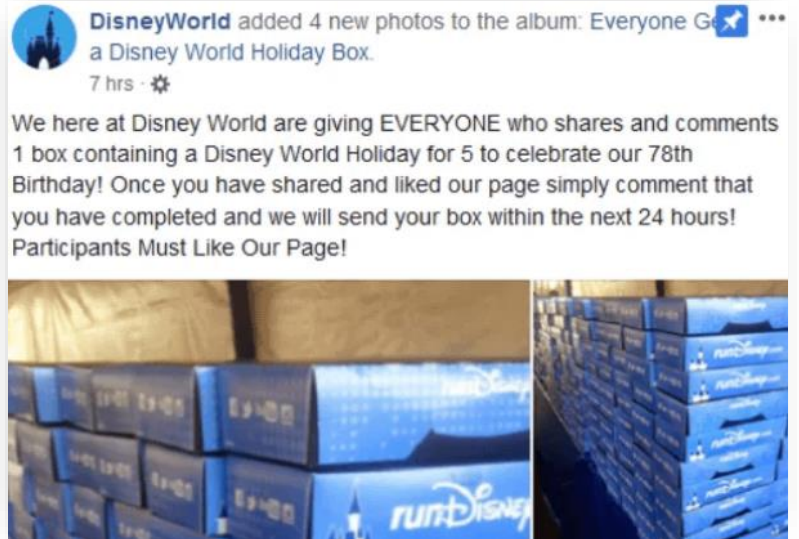 DisneyWorld added 4 new photos to the album: Everyone
a Disney World Holiday Box.
7 hrs ·
We here at Disney World are giving EVERYONE who shares and comments
1 box containing a Disney World Holiday for 5 to celebrate our 78th
Birthday! Once you have shared and liked our page simply comment that
you have completed and we will send your box within the next 24 hours!
Participants Must Like Our Page!
runDisney
runDisney
runDisney
runDisney